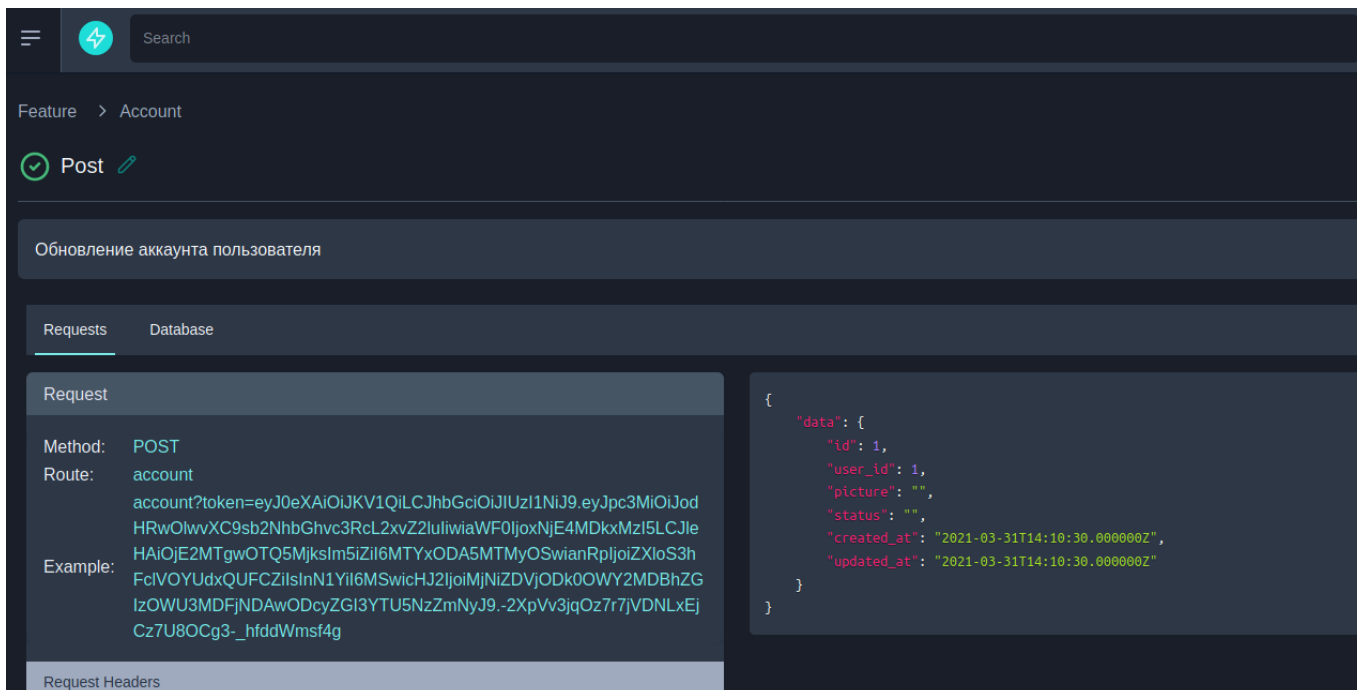 Search
Feature > Account
Post
Обновление аккаунта пользователя
Requests Database
Request
Method: POST
Route: account
Example:
account?token=eyJ0eXAiOiJKV1QiLCJhbGciOiJIUzI1NiJ9.eyJpc3MiOiJod
HRwOlwvXC9sb2NhbGhvc3RcL2xvZ2luIiwiaWF0IjoxNjE4MDkxMzI5LCJle
HAiOjE2MTgwOTQ5MjksIm5iZiI6MTYxODA5MTMyOSwianRpIjoiZXloS3h
FclVOYUdxQUFCZiIsInN1YiI6MSwicHJ2IjoiMjNiZDVjODk0OWY2MDBhZG
IzOWU3MDFjNDAwODcyZGI3YTU5NzZmNyJ9.-2XpVv3jqOz7r7jVDNLxEj
Cz7U8OCg3-_hfddWmsf4g
Request Headers
{
"data": {
"id": 1,
"user_id": 1,
"picture": "",
"status": "",
"created_at": "2021-03-31T14:10:30.000000Z",
"updated_at": "2021-03-31T14:10:30.000000Z"
}
}